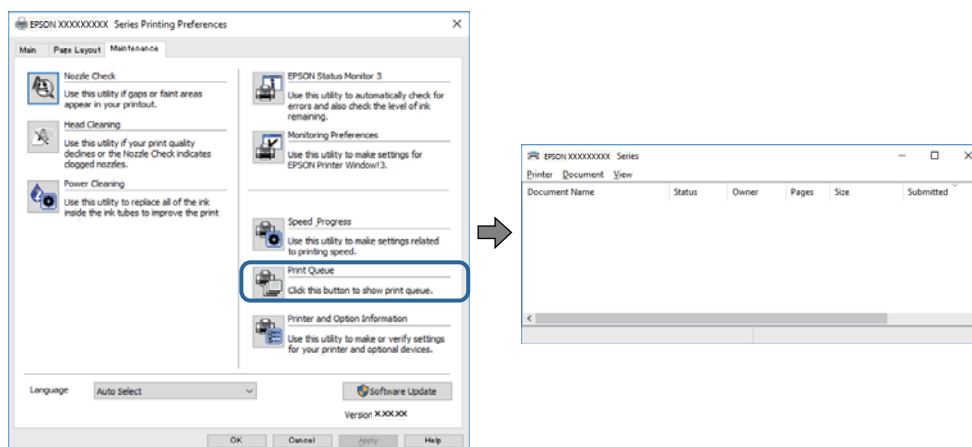 EPSON XXXXXXXXX Series Printing Preferences
Main Page Layout Maintenance
Nozzle Check
Use this utility if gaps or faint areas
appear in your printout.
Head Cleaning
Use this utility if your print quality
declines or the Nozzle Check indicates
clogged nozzles.
Power Cleaning
Use this utility to replace all of the ink
inside the ink tubes to improve the print
EPSON Status Monitor 3
Use this utility to automatically check for
errors and also check the level of ink
remaining.
Monitoring Preferences
Use this utility to make settings for
EPSON Printer Window!3.
Speed Progress
Use this utility to make settings related
to printing speed.
Print Queue
Click this button to show print queue.
Printer and Option Information
Use this utility to make or verify settings
for your printer and optional devices.
Language Auto Select
Software Update
Version X.XX.XX
OK Cancel Apply Help
EPSON XXXXXXXXX Series
Printer Document View
Document Name Status Owner Pages Size Submitted